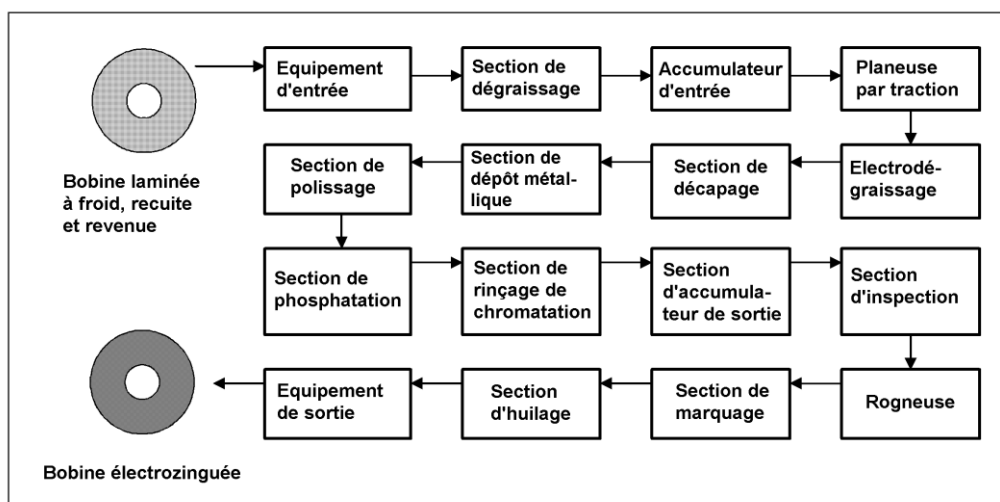 Bobine laminée
à froid, recuite
et revenue
Equipement
d'entrée
Section de
dégraissage
Accumulateur
d'entrée
Planeuse
par traction
Electrodé-
graissage
Section de
décapage
Section de
dépôt métal-
lique
Section de
polissage
Section de
phosphatation
Section de
rinçage de
chromatation
Section
d'accumula-
teur de sortie
Section
d'inspection
Rogneuse
Section de
marquage
Section
d'huilage
Equipement
de sortie
Bobine électrozinguée